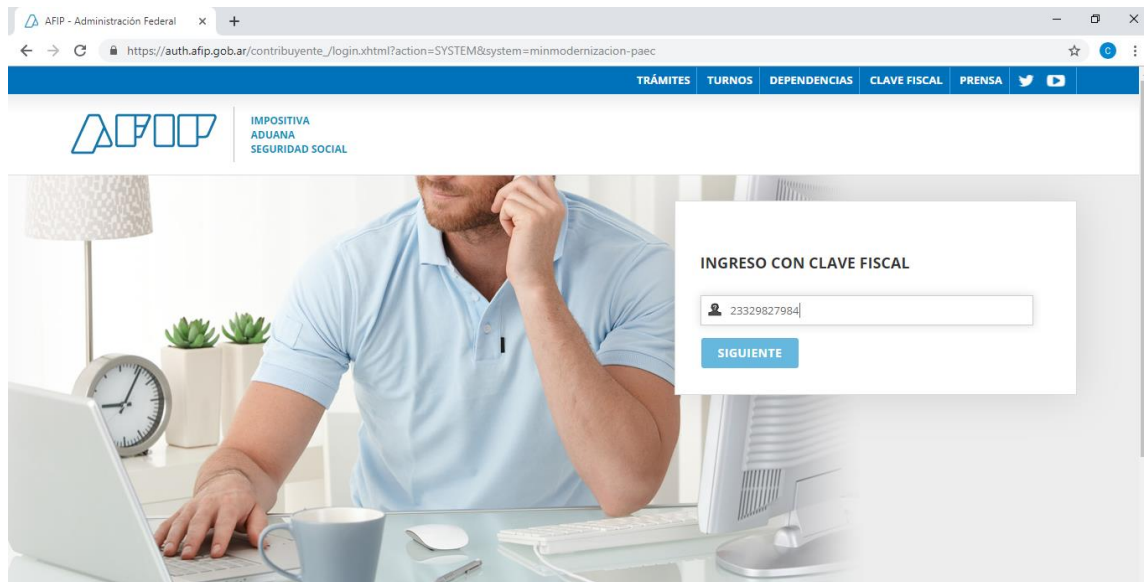 AFIP - Administración Federal
https://auth.afip.gob.ar/contribuyente_/login.xhtml?action=SYSTEM&system=minmodernizacion-paec
C
TRÁMITES TURNOS DEPENDENCIAS CLAVE FISCAL PRENSA
AFIP
IMPOSITIVA
ADUANA
SEGURIDAD SOCIAL
INGRESO CON CLAVE FISCAL
23329827984
SIGUIENTE